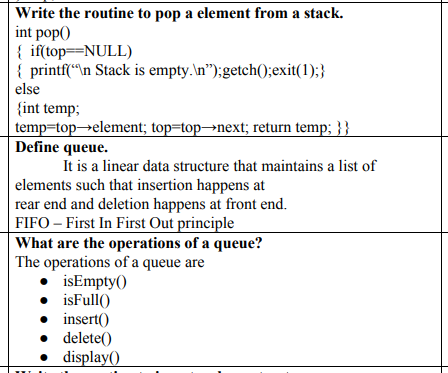 Write the routine to pop a element from a stack.
int pop()
{ if(top==NULL)
{ printf(“\n Stack is empty.\n”);getch();exit(1);}
else
{int temp;
temp=top→element; top=top→next; return temp; }}
Define queue.
It is a linear data structure that maintains a list of
elements such that insertion happens at
rear end and deletion happens at front end.
FIFO – First In First Out principle
What are the operations of a queue?
The operations of a queue are
● isEmpty()
● isFull()
● insert()
● delete()
● display()